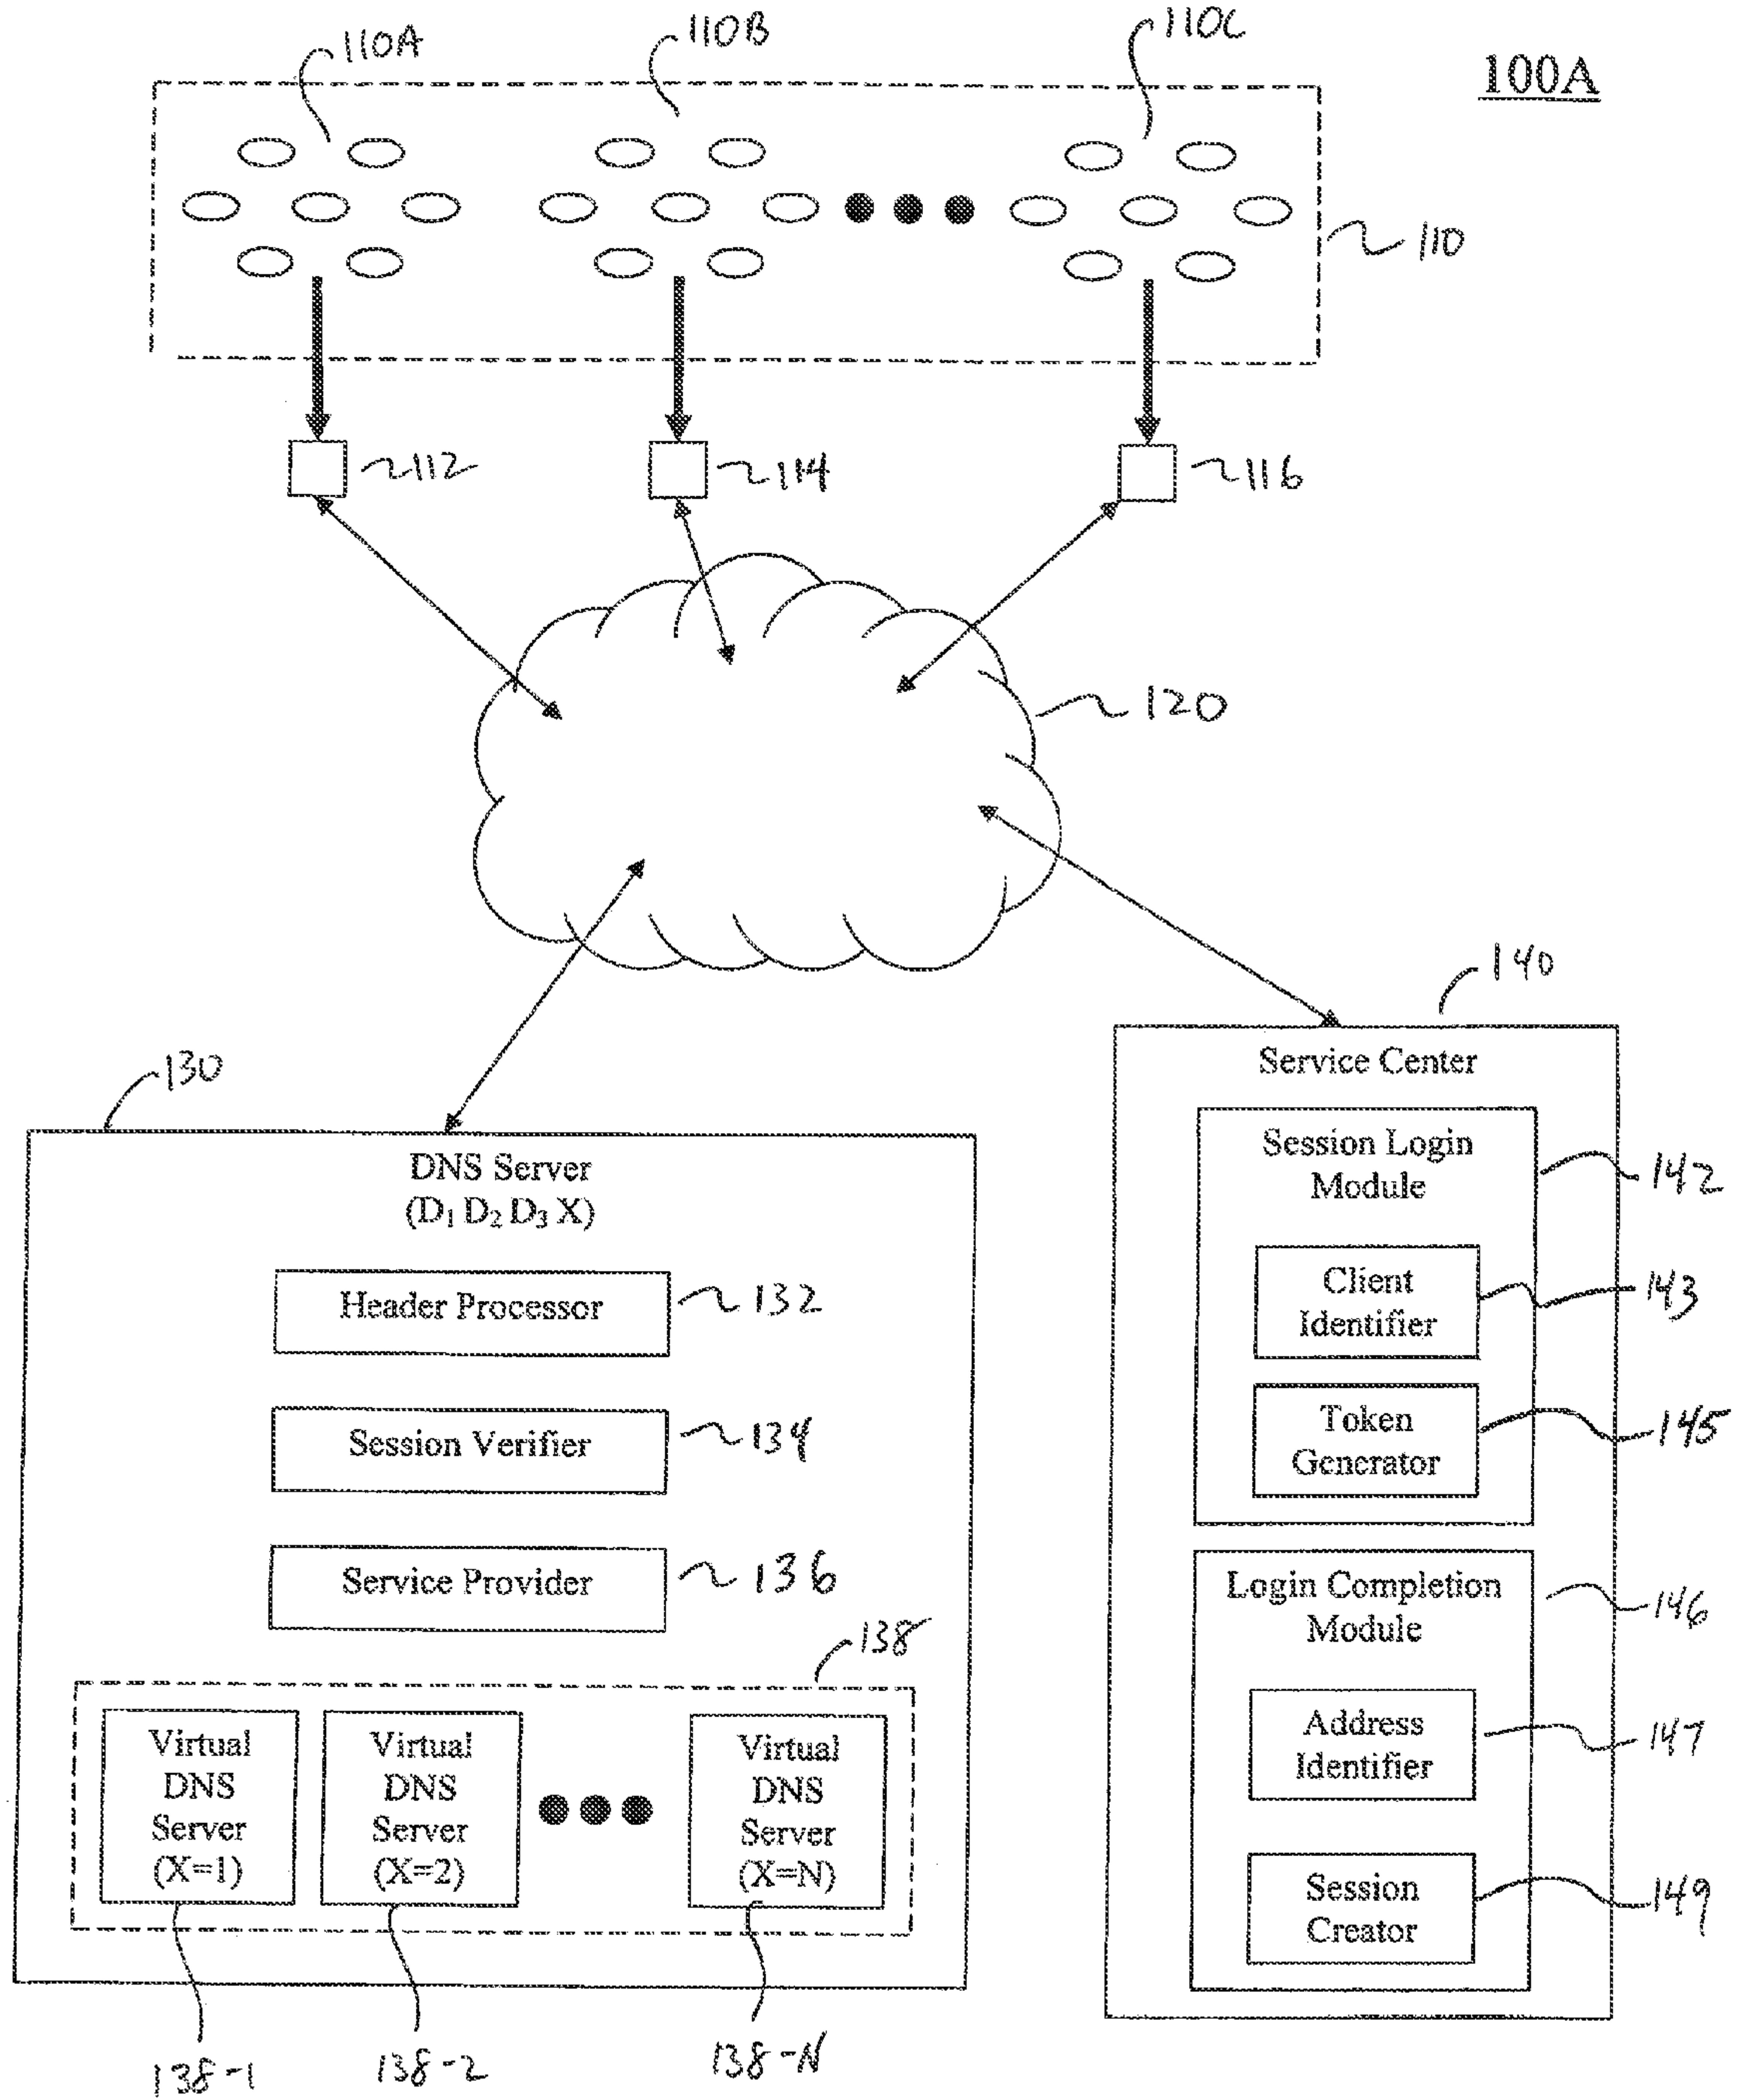 110A
110B
110C
100A
110
112
114
116
120
140
130
Service Center
DNS Server
(D1 D2 D3 X)
Session Login
Module
142
Header Processor
132
Client
Identifier
143
Session Verifier
134
Token
Generator
145
Service Provider
136
Login Completion
Module
146
138
Virtual
DNS
Server
(X=1)
Virtual
DNS
Server
(X=2)
Virtual
DNS
Server
(X=N)
Address
Identifier
147
Session
Creator
149
138-1
138-2
138-N